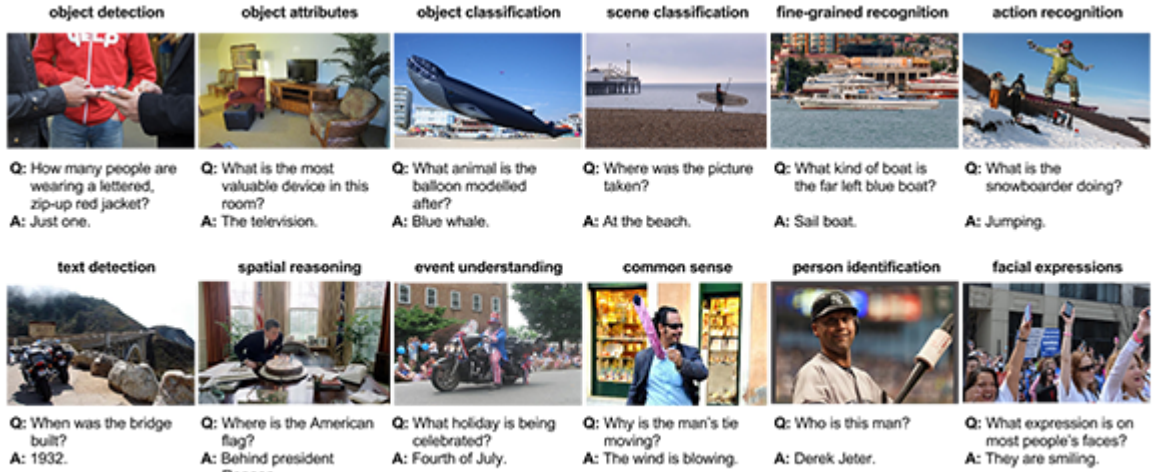 object detection
object attributes
object classification
scene classification
fine-grained recognition
action recognition
Q: How many people are
wearing a lettered,
zip-up red jacket?
A: Just one.
Q: What is the most
valuable device in this
room?
A: The television.
Q: What animal is the
balloon modelled
after?
A: Blue whale.
Q: Where was the picture
taken?
A: At the beach.
Q: What kind of boat is
the far left blue boat?
A: Sail boat.
Q: What is the
snowboarder doing?
A: Jumping.
text detection
spatial reasoning
event understanding
common sense
person identification
facial expressions
Q: When was the bridge
built?
A: 1932.
Q: Where is the American
flag?
A: Behind president
Q: What holiday is being
celebrated?
A: Fourth of July.
Q: Why is the man's tie
moving?
A: The wind is blowing.
Q: Who is this man?
A: Derek Jeter.
Q: What expression is on
most people's faces?
A: They are smiling.